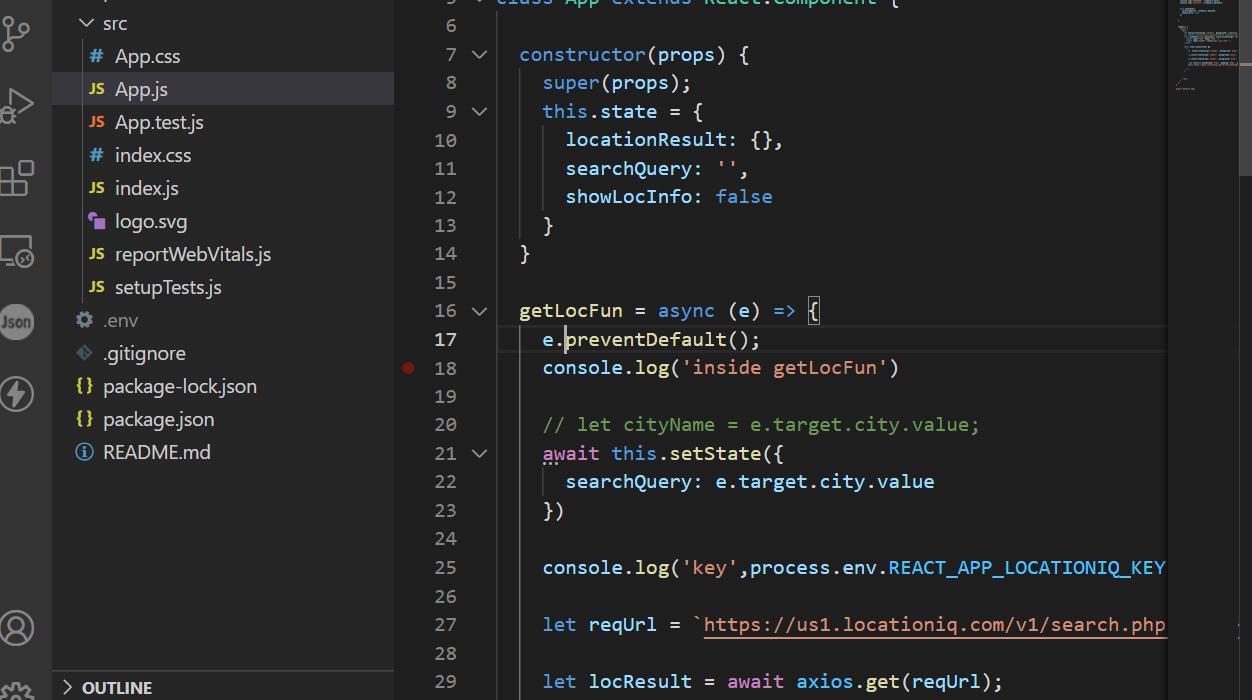 src
# App.css
JS App.js
JS App.test.js
# index.css
JS index.js
logo.svg
JS reportWebVitals.js
JS setupTests.js
.env
.gitignore
{} package-lock.json
{} package.json
README.md
OUTLINE
Json
5 class App extends React.Component {
6
7 constructor(props) {
8 super(props);
9 this.state = {
10 locationResult: {},
11 searchQuery: '',
12 showLocInfo: false
13 }
14 }
15
16 getLocFun = async (e) => {
17 e.preventDefault();
18 console.log('inside getLocFun')
19
20 // let cityName = e.target.city.value;
21 await this.setState({
22 searchQuery: e.target.city.value
23 })
24
25 console.log('key',process.env.REACT_APP_LOCATIONIQ_KEY
26
27 let reqUrl = `https://us1.locationiq.com/v1/search.php
28
29 let locResult = await axios.get(reqUrl);